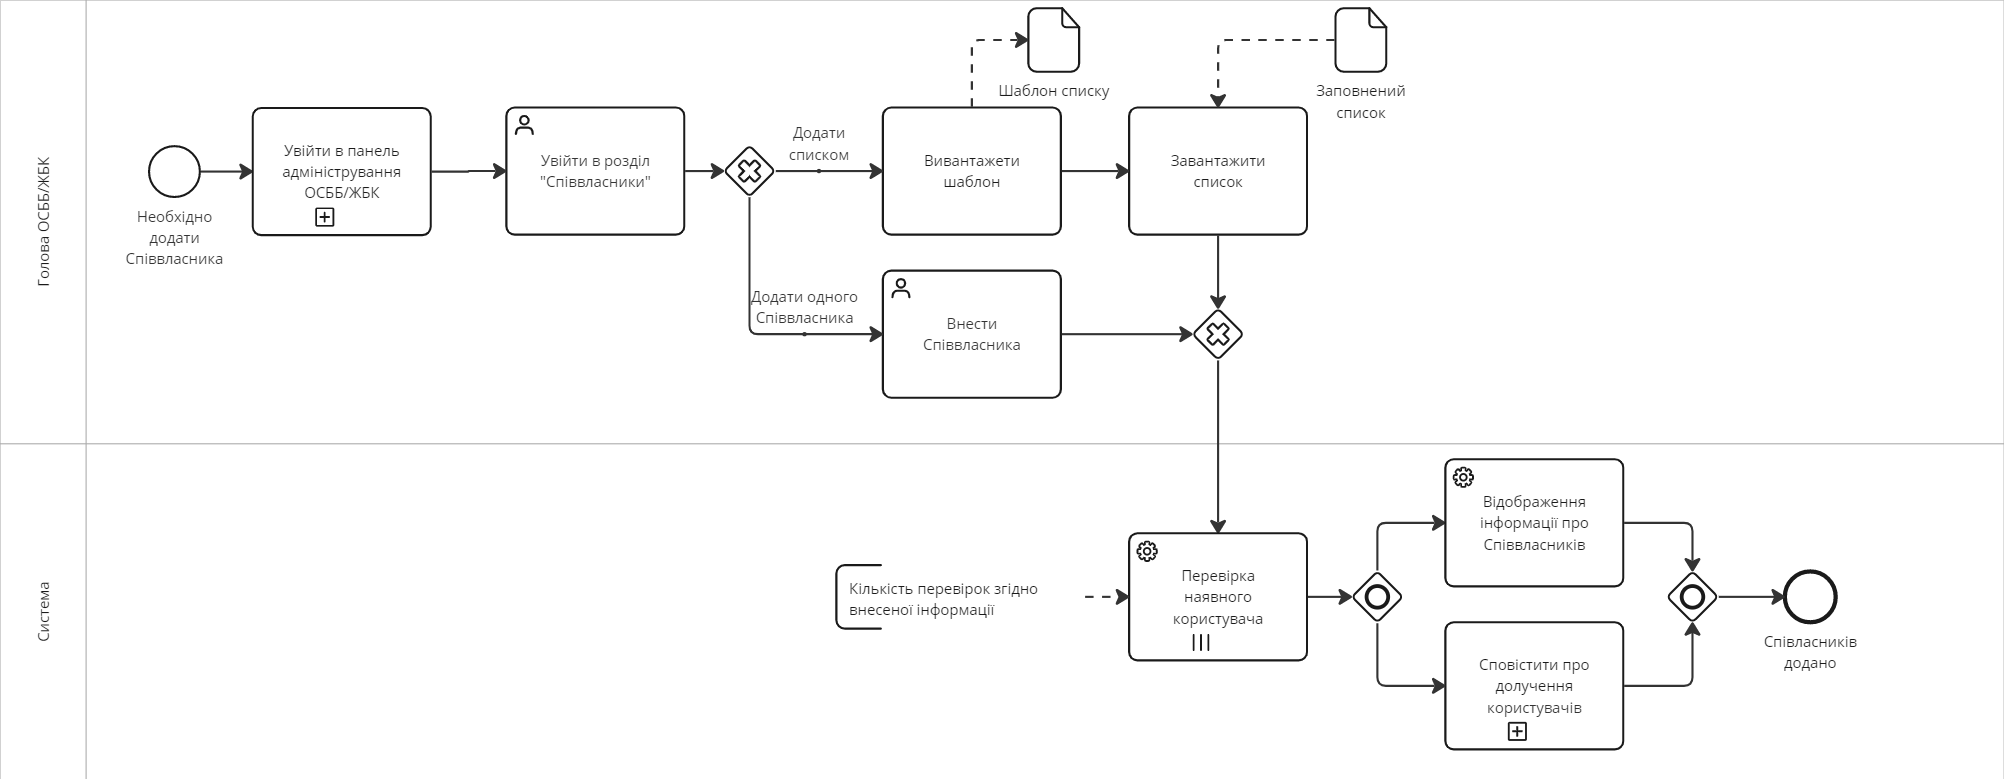 Голова ОСББ/ЖБК
Необхідно
додати
Співвласника
Увійти в панель
адміністрування
ОСББ/ЖБК
Увійти в розділ
"Співвласники"
Додати
списком
Додати одного
Співвласника
Вивантажети
шаблон
Шаблон списку
Завантажити
список
Заповнений
список
Внести
Співвласника
Система
Кількість перевірок згідно
внесеної інформації
Перевірка
наявного
користувача
Відображення
інформації про
Співвласників
Сповістити про
долучення
користувачів
Співласників
додано